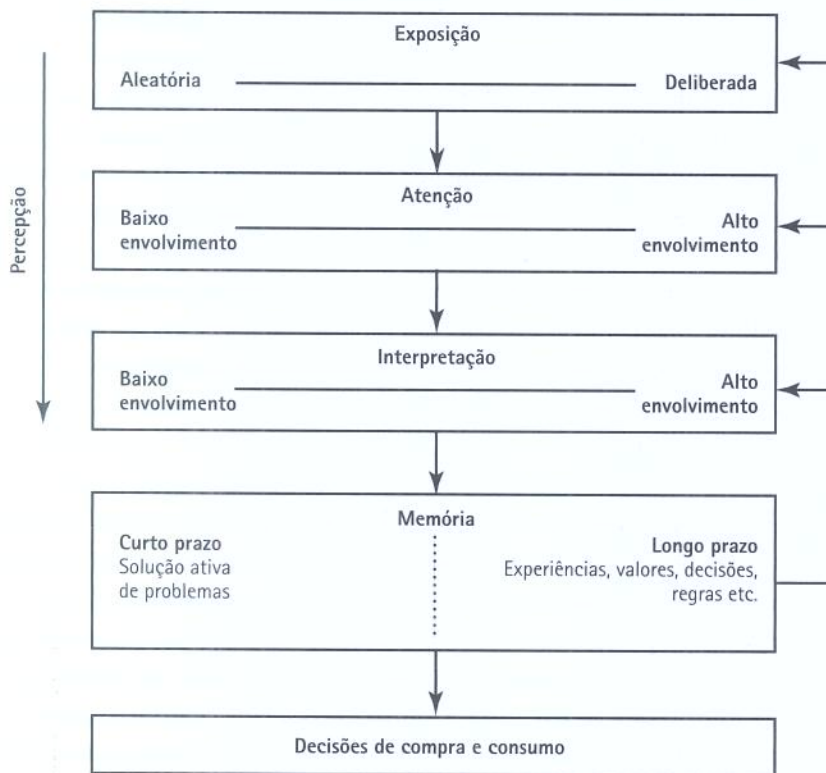 Exposição
Aleatória
Deliberada
Percepção
Atenção
Baixo
envolvimento
Alto
envolvimento
Interpretação
Baixo
envolvimento
Alto
envolvimento
Memória
Curto prazo
Solução ativa
de problemas
Longo prazo
Experiências, valores, decisões,
regras etc.
Decisões de compra e consumo